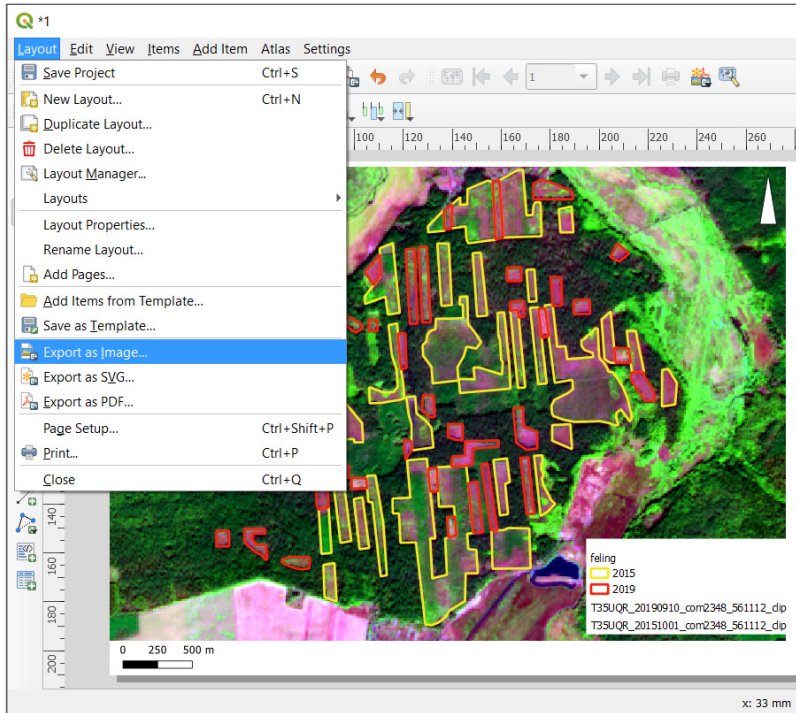 *1
Layout Edit View Items Add Item Atlas Settings
Save Project Ctrl+S
New Layout... Ctrl+N
Duplicate Layout...
Delete Layout...
Layout Manager...
Layouts
Layout Properties...
Rename Layout...
Add Pages...
Add Items from Template...
Save as Template...
Export as Image...
Export as SVG...
Export as PDF...
Page Setup... Ctrl+Shift+P
Print... Ctrl+P
Close Ctrl+Q
1
100 120 140 160 180 200 220 240 260
140
160
180
200
feling
2015
2019
T35UQR_20190910_com2348_561112_clip
T35UQR_20151001_com2348_561112_clip
0 250 500 m
x: 33 mm